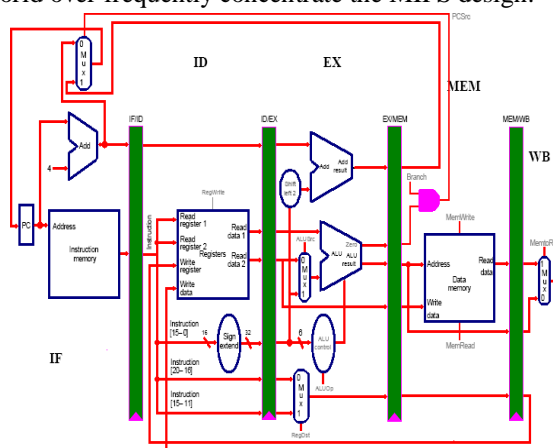 orld over frequently concentrate the MIPS design.
PCSrc
0
M
u
x
1
ID
EX
MEM
WB
IF/ID
ID/EX
EX/MEM
MEM/WB
Add
4
Add
Add
result
Shift
left 2
Branch
RegWrite
PC
Address
Instruction
memory
Instruction
Read
register 1
Read
register 2
Write
register
Write
data
Registers
Read
data 1
Read
data 2
ALUSrc
0
M
u
x
1
Zero
ALU
ALU
result
MemWrite
Address
Data
memory
Read
data
Write
data
MemRead
MemtoR
1
M
u
x
0
IF
Instruction
[15–0]
16
Sign
extend
32
6
ALU
control
ALUOp
Instruction
[20–16]
Instruction
[15–11]
0
M
u
x
1
RegDst